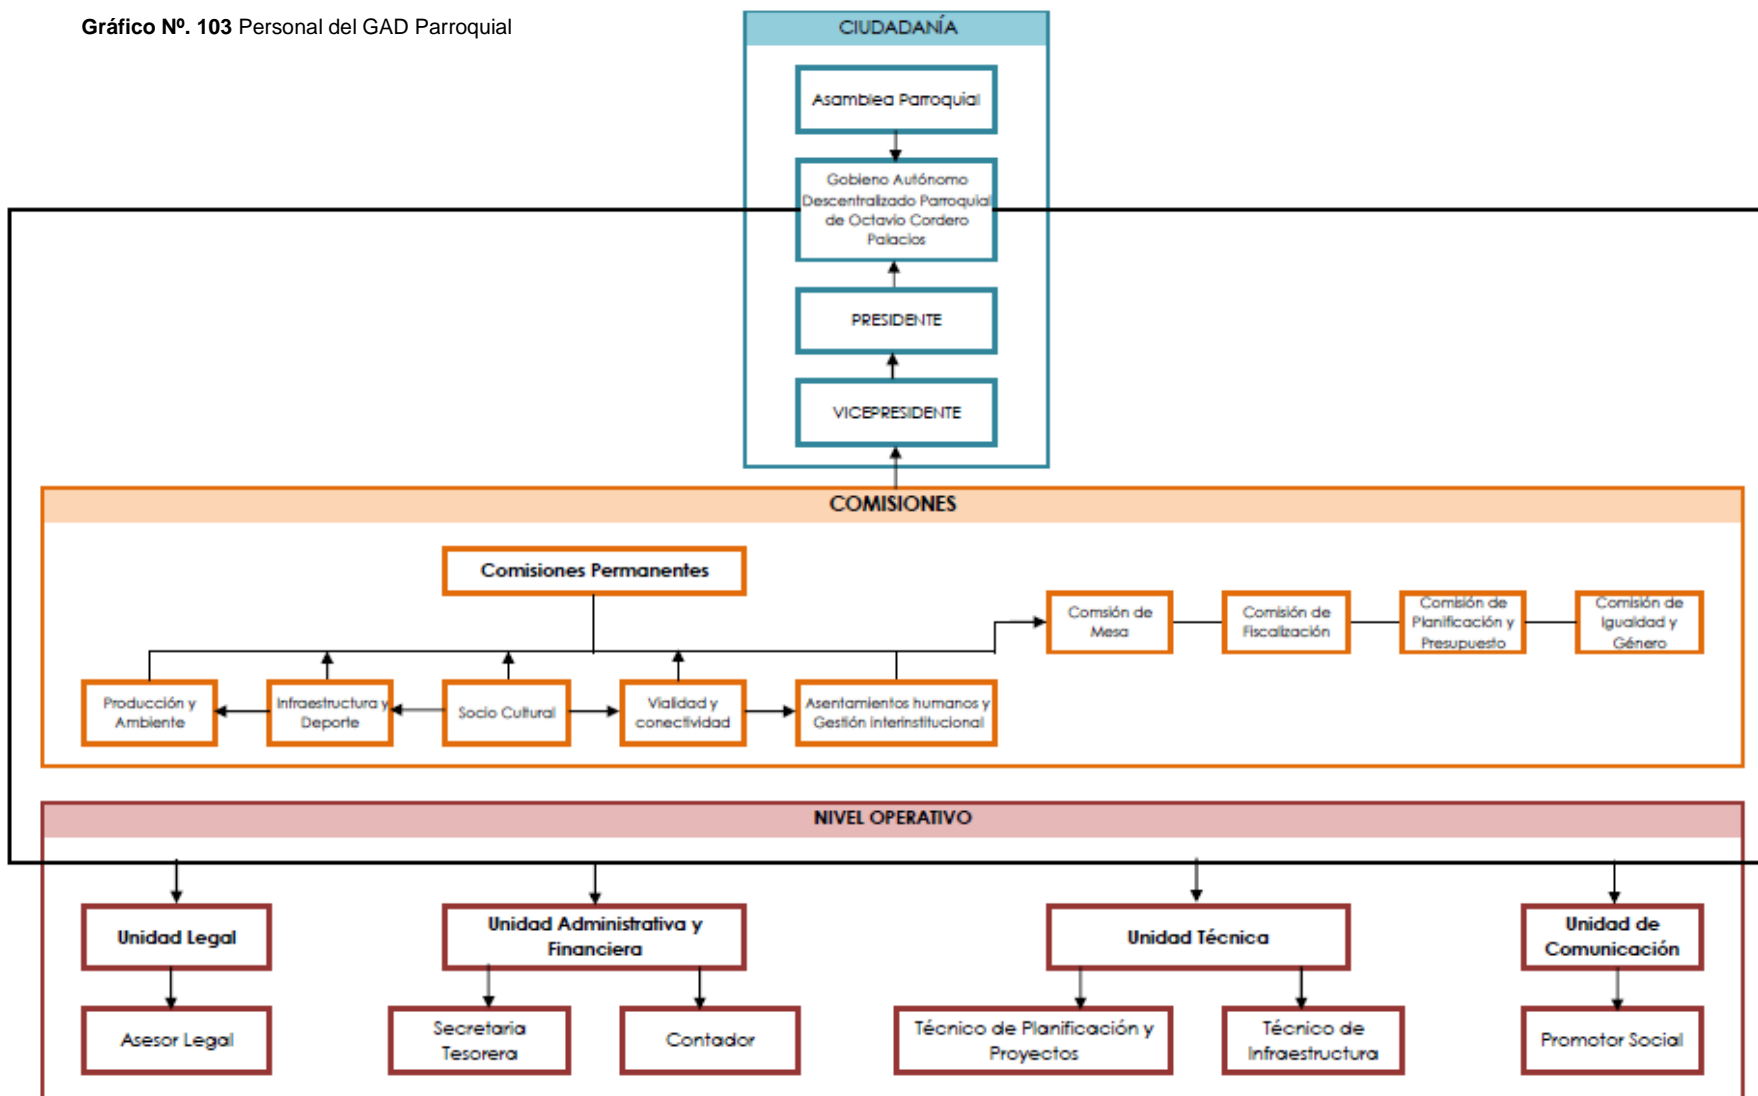 Gráfico Nº. 103 Personal del GAD Parroquial
CIUDADANÍA
Asamblea Parroquial
Gobieno Autónomo
Descentralizado Parroquial
de Octavio Cordero
Palacios
PRESIDENTE
VICEPRESIDENTE
COMISIONES
Comisiones Permanentes
Comsión de
Mesa
Comisión de
Fiscalización
Comisión de
Planificación y
Presupuesto
Comisión de
Igualdad y
Género
Producción y
Ambiente
Infraestructura y
Deporte
Socio Cultural
Vialidad y
conectividad
Asentamientos humanos y
Gestión interinstitucional
NIVEL OPERATIVO
Unidad Legal
Unidad Administrativa y
Financiera
Unidad Técnica
Unidad de
Comunicación
Asesor Legal
Secretaria
Tesorera
Contador
Técnico de Planificación y
Proyectos
Técnico de
Infraestructura
Promotor Social